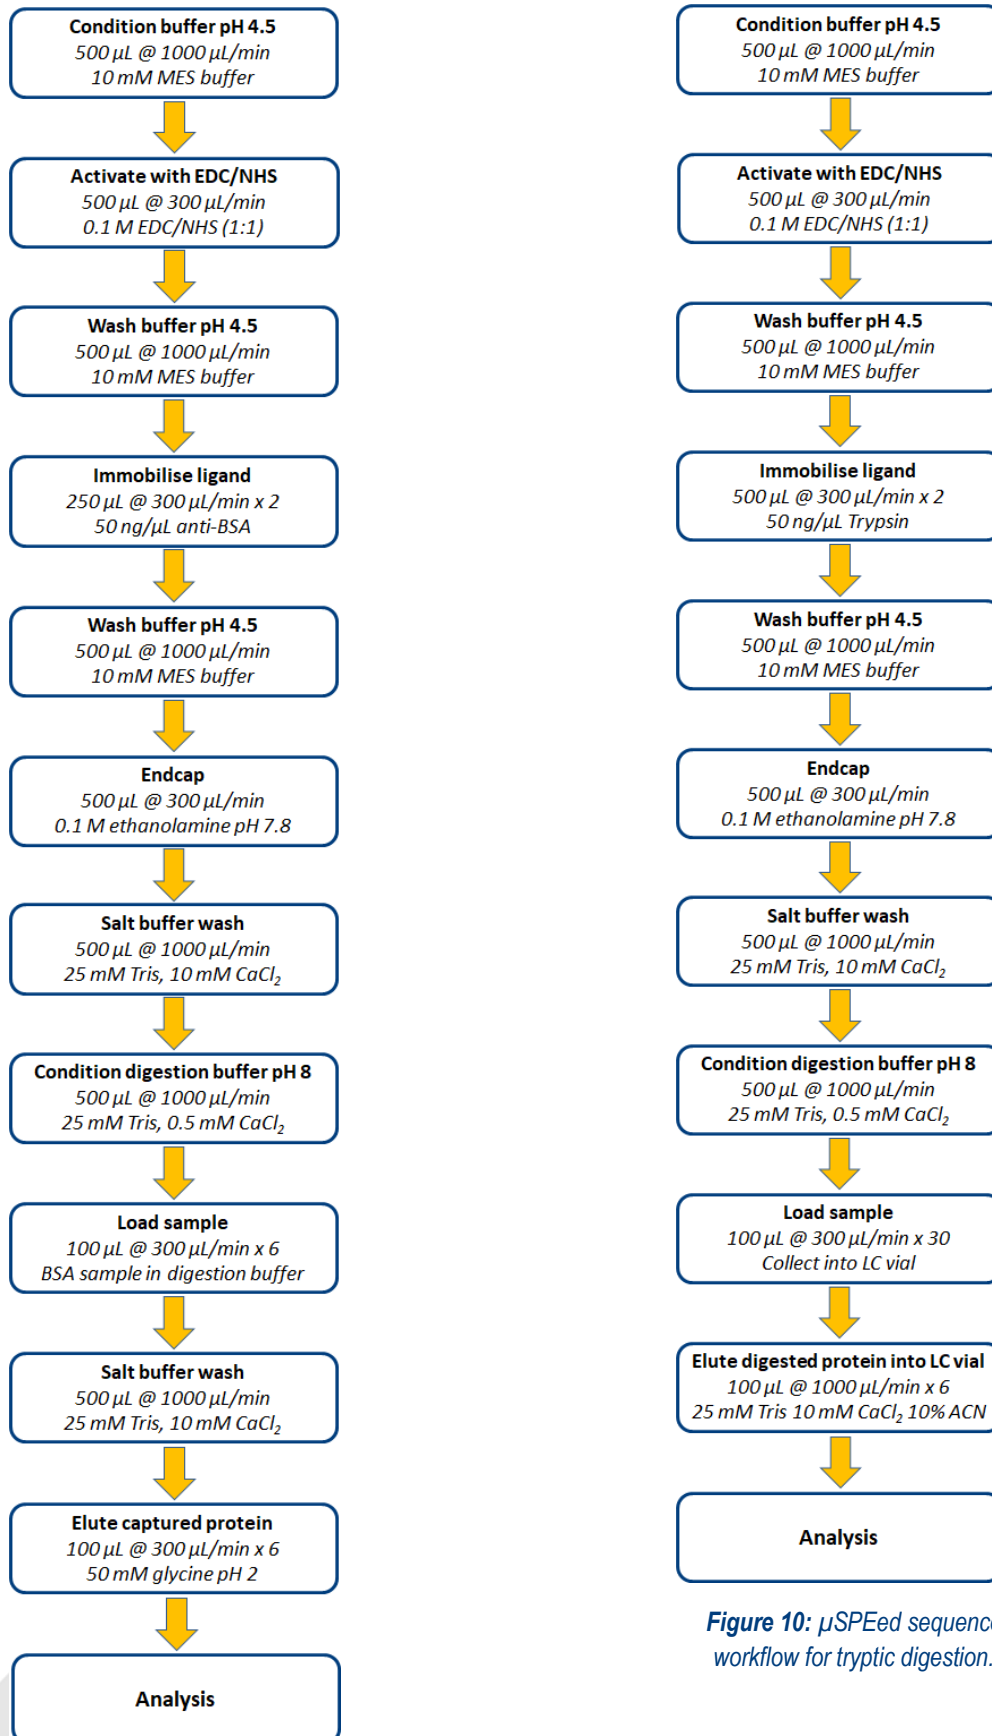 Condition buffer pH 4.5
500 µL @ 1000 µL/min
10 mM MES buffer
Activate with EDC/NHS
500 µL @ 300 µL/min
0.1 M EDC/NHS (1:1)
Wash buffer pH 4.5
500 µL @ 1000 µL/min
10 mM MES buffer
Immobilise ligand
250 µL @ 300 µL/min x 2
50 ng/µL anti-BSA
Wash buffer pH 4.5
500 µL @ 1000 µL/min
10 mM MES buffer
Endcap
500 µL @ 300 µL/min
0.1 M ethanolamine pH 7.8
Salt buffer wash
500 µL @ 1000 µL/min
25 mM Tris, 10 mM CaCl₂
Condition digestion buffer pH 8
500 µL @ 1000 µL/min
25 mM Tris, 0.5 mM CaCl₂
Load sample
100 µL @ 300 µL/min x 6
BSA sample in digestion buffer
Salt buffer wash
500 µL @ 1000 µL/min
25 mM Tris, 10 mM CaCl₂
Elute captured protein
100 µL @ 300 µL/min x 6
50 mM glycine pH 2
Analysis
Condition buffer pH 4.5
500 µL @ 1000 µL/min
10 mM MES buffer
Activate with EDC/NHS
500 µL @ 300 µL/min
0.1 M EDC/NHS (1:1)
Wash buffer pH 4.5
500 µL @ 1000 µL/min
10 mM MES buffer
Immobilise ligand
500 µL @ 300 µL/min x 2
50 ng/µL Trypsin
Wash buffer pH 4.5
500 µL @ 1000 µL/min
10 mM MES buffer
Endcap
500 µL @ 300 µL/min
0.1 M ethanolamine pH 7.8
Salt buffer wash
500 µL @ 1000 µL/min
25 mM Tris, 10 mM CaCl₂
Condition digestion buffer pH 8
500 µL @ 1000 µL/min
25 mM Tris, 0.5 mM CaCl₂
Load sample
100 µL @ 300 µL/min x 30
Collect into LC vial
Elute digested protein into LC vial
100 µL @ 1000 µL/min x 6
25 mM Tris 10 mM CaCl₂ 10% ACN
Analysis
Figure 10: µSPEed sequence
workflow for tryptic digestion.